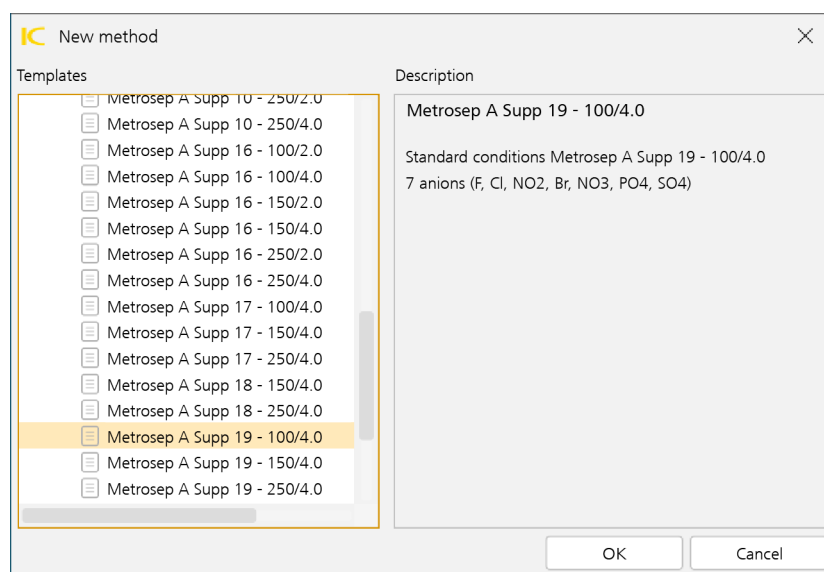 IC New method
Templates
Metrosep A Supp 10 - 250/2.0
Metrosep A Supp 10 - 250/4.0
Metrosep A Supp 16 - 100/2.0
Metrosep A Supp 16 - 100/4.0
Metrosep A Supp 16 - 150/2.0
Metrosep A Supp 16 - 150/4.0
Metrosep A Supp 16 - 250/2.0
Metrosep A Supp 16 - 250/4.0
Metrosep A Supp 17 - 100/4.0
Metrosep A Supp 17 - 150/4.0
Metrosep A Supp 17 - 250/4.0
Metrosep A Supp 18 - 150/4.0
Metrosep A Supp 18 - 250/4.0
Metrosep A Supp 19 - 100/4.0
Metrosep A Supp 19 - 150/4.0
Metrosep A Supp 19 - 250/4.0
Description
Metrosep A Supp 19 - 100/4.0
Standard conditions Metrosep A Supp 19 - 100/4.0
7 anions (F, Cl, NO2, Br, NO3, PO4, SO4)
OK
Cancel